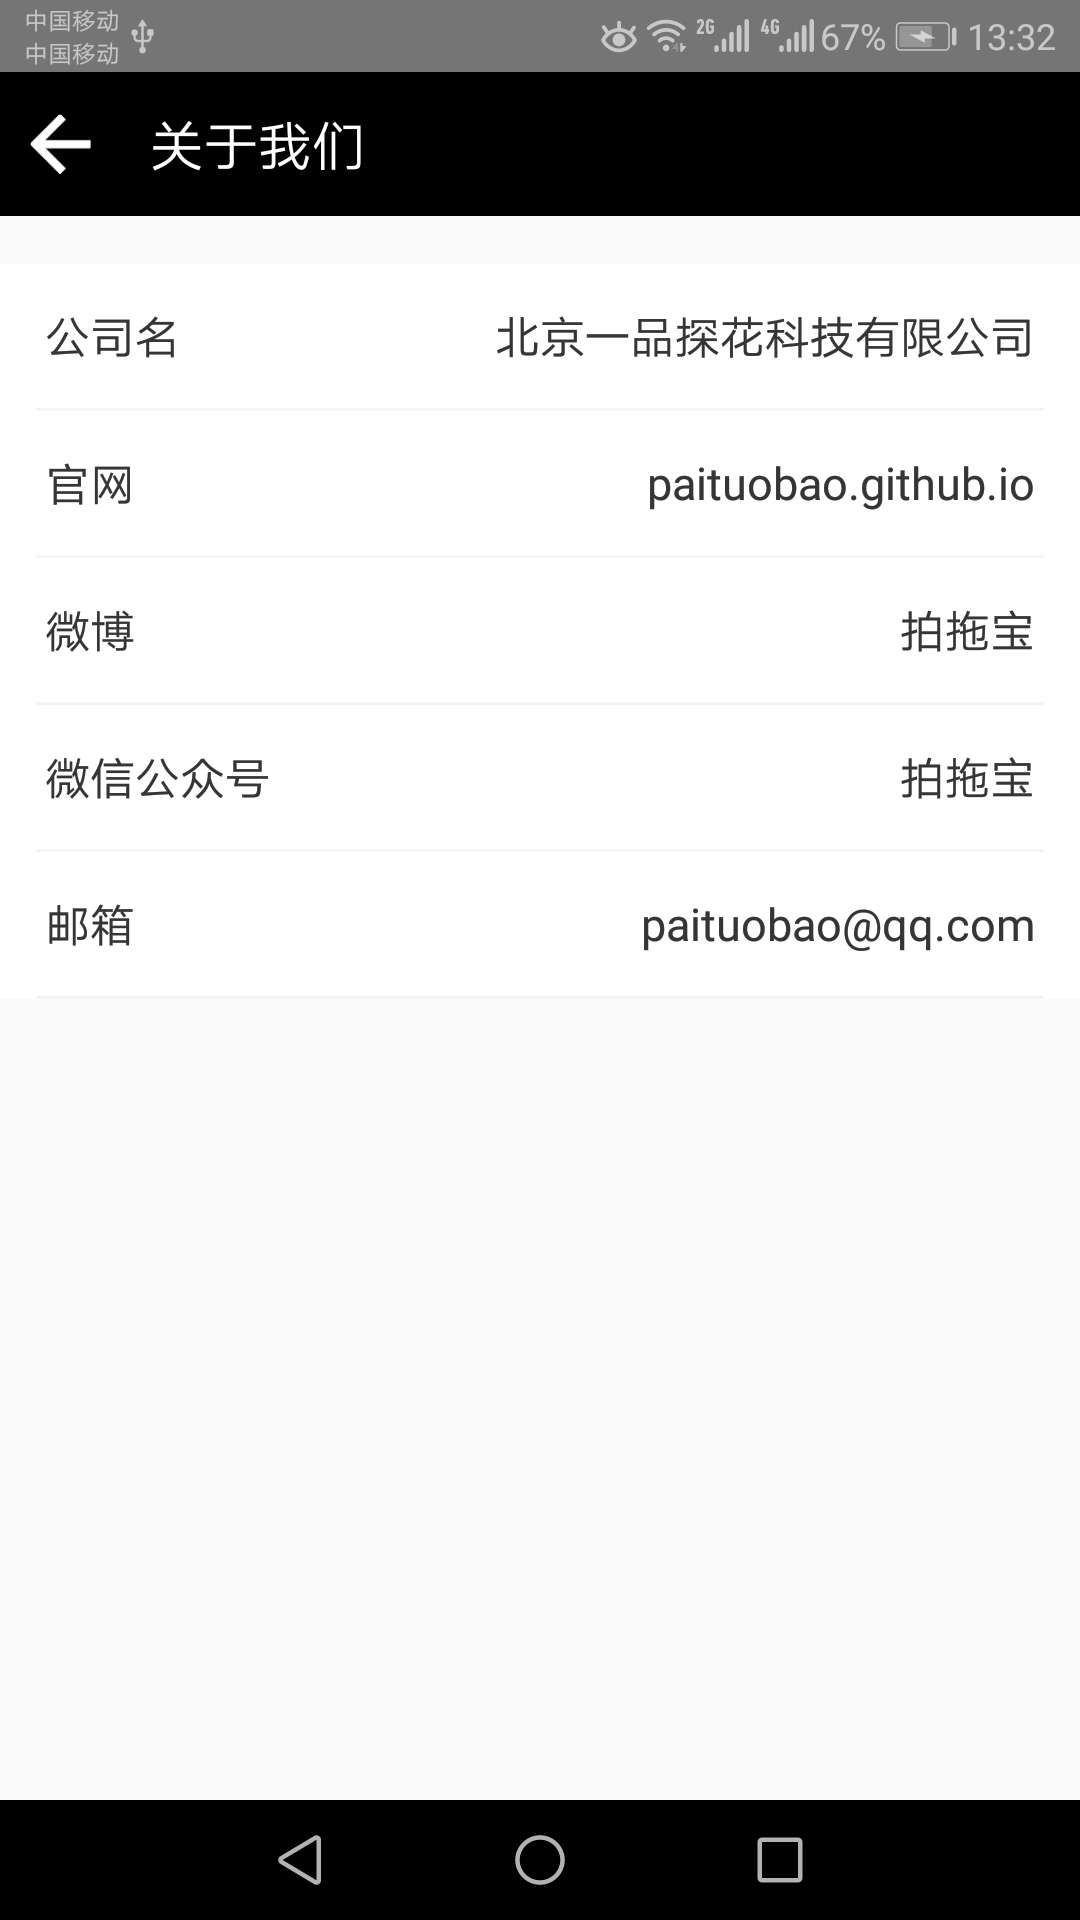 中国移动
中国移动
2G 4G 67% 13:32
关于我们
公司名 北京一品探花科技有限公司
官网 paituobao.github.io
微博 拍拖宝
微信公众号 拍拖宝
邮箱 paituobao@qq.com